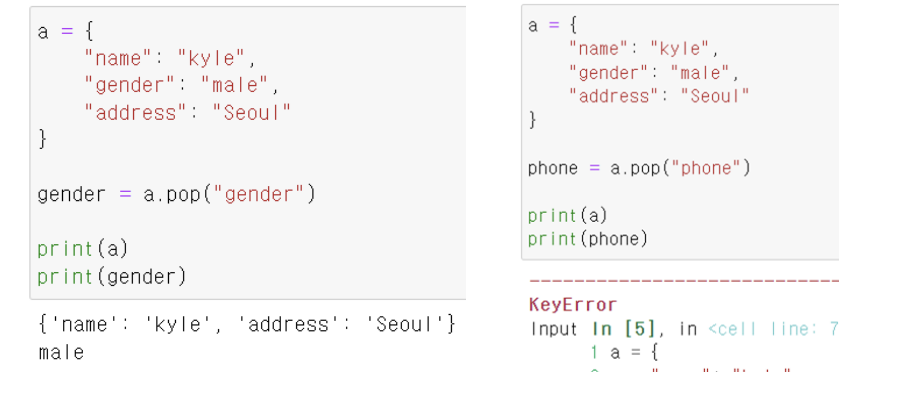 a = {
    "name": "kyle",
    "gender": "male",
    "address": "Seoul"
}
gender = a.pop("gender")
print(a)
print(gender)
{'name': 'kyle', 'address': 'Seoul'}
male
a = {
    "name": "kyle",
    "gender": "male",
    "address": "Seoul"
}
phone = a.pop("phone")
print(a)
print(phone)
---------------------------
KeyError
Input In [5], in <cell line: 7
      1 a = {